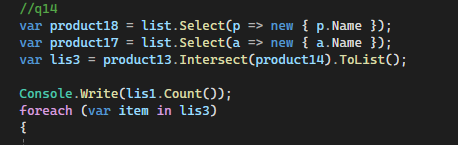 //q14
var product18 = list.Select(p => new { p.Name });
var product17 = list.Select(a => new { a.Name });
var lis3 = product13.Intersect(product14).ToList();
Console.Write(lis1.Count());
foreach (var item in lis3)
{